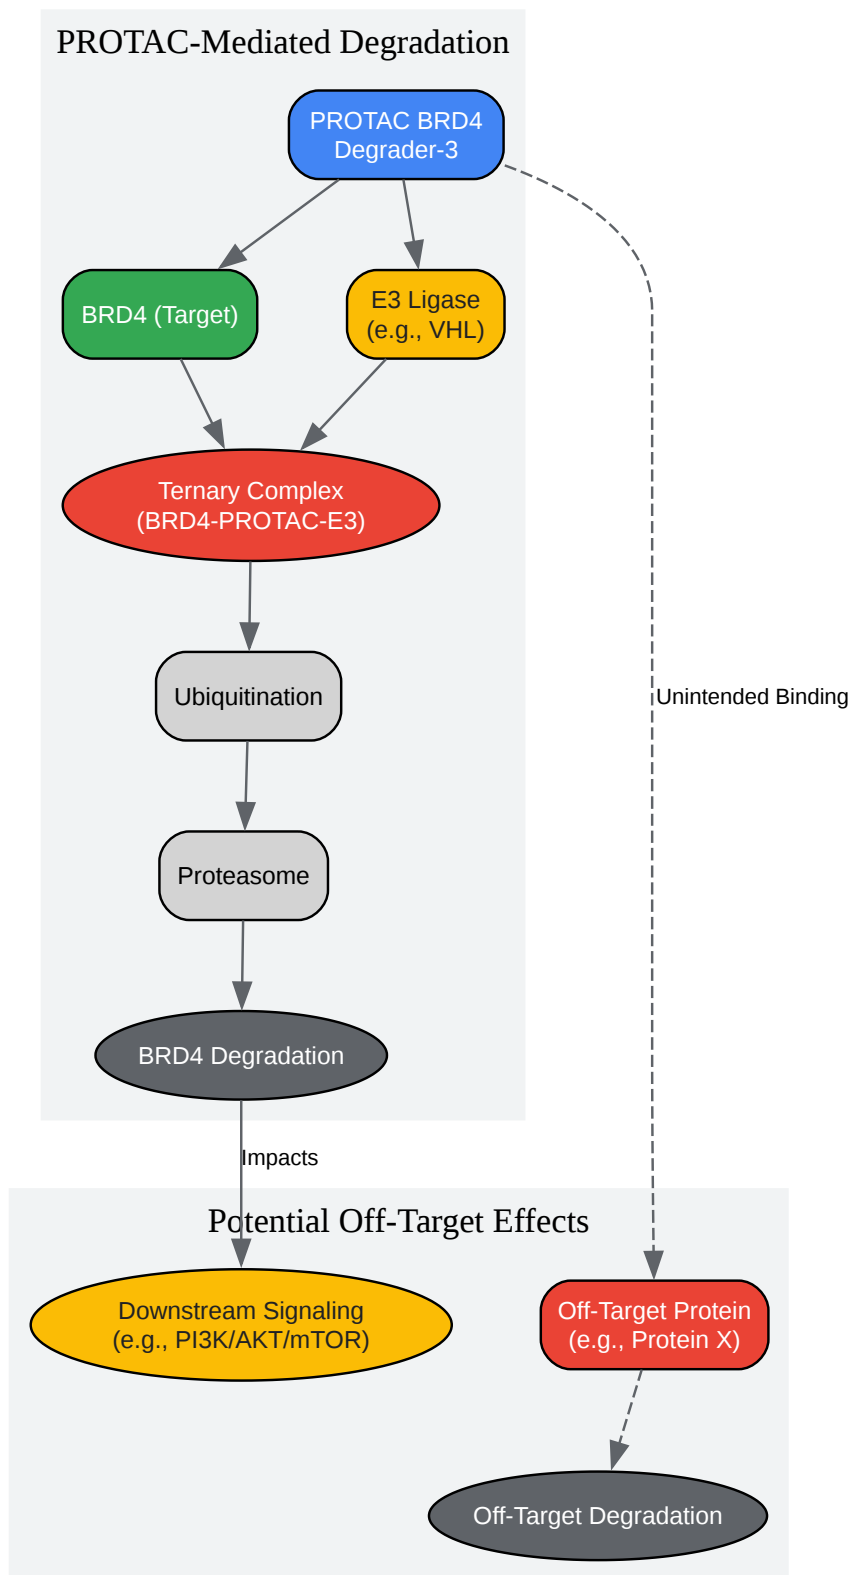 PROTAC-Mediated Degradation
PROTAC BRD4
Degrader-3
BRD4 (Target)
E3 Ligase
(e.g., VHL)
Ternary Complex
(BRD4-PROTAC-E3)
Ubiquitination
Unintended Binding
Proteasome
BRD4 Degradation
Impacts
Potential Off-Target Effects
Downstream Signaling
(e.g., PI3K/AKT/mTOR)
Off-Target Protein
(e.g., Protein X)
Off-Target Degradation